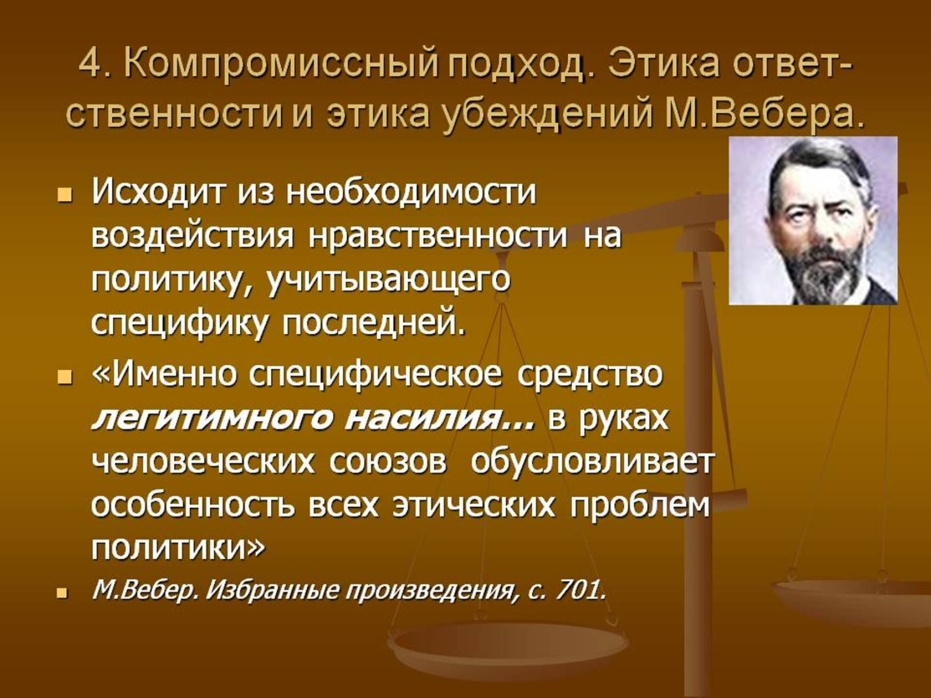 4. Компромиссный подход. Этика ответ-
ственности и этика убеждений М.Вебера.
Исходит из необходимости
воздействия нравственности на
политику, учитывающего
специфику последней.
«Именно специфическое средство
легитимного насилия... в руках
человеческих союзов обусловливает
особенность всех этических проблем
политики»
М.Вебер. Избранные произведения, с. 701.